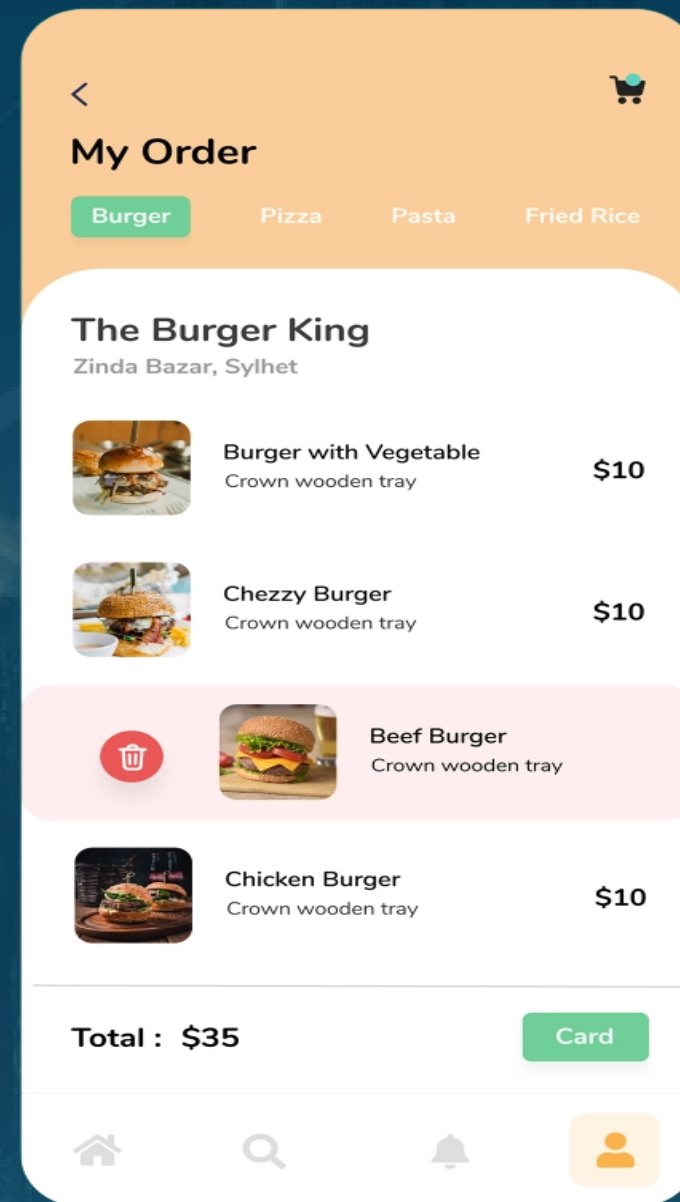 My Order
Burger Pizza Pasta Fried Rice
The Burger King
Zinda Bazar, Sylhet
Burger with Vegetable
Crown wooden tray
$10
Chezzy Burger
Crown wooden tray
$10
Beef Burger
Crown wooden tray
Chicken Burger
Crown wooden tray
$10
Total : $35
Card